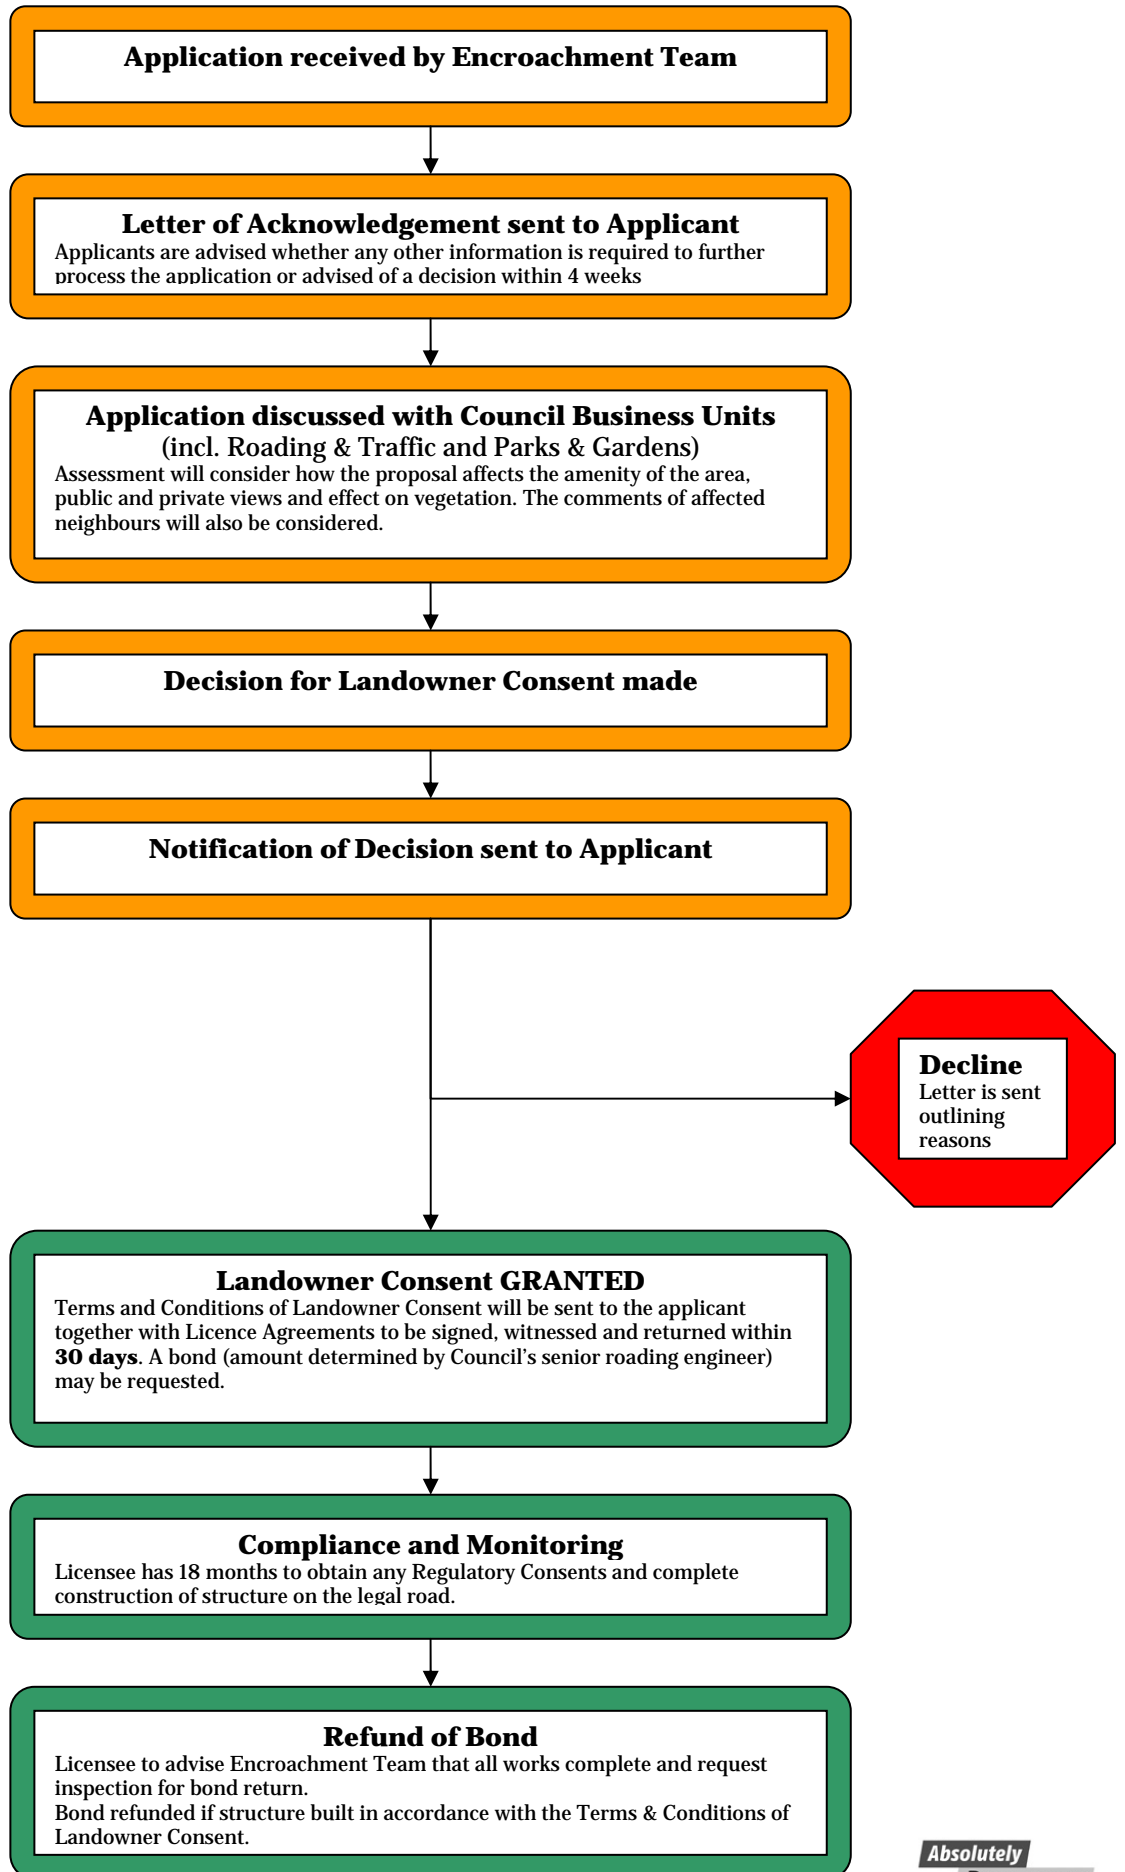 Application received by Encroachment Team
Letter of Acknowledgement sent to Applicant
Applicants are advised whether any other information is required to further
process the application or advised of a decision within 4 weeks
Application discussed with Council Business Units
(incl. Roading & Traffic and Parks & Gardens)
Assessment will consider how the proposal affects the amenity of the area,
public and private views and effect on vegetation. The comments of affected
neighbours will also be considered.
Decision for Landowner Consent made
Notification of Decision sent to Applicant
Decline
Letter is sent
outlining
reasons
Landowner Consent GRANTED
Terms and Conditions of Landowner Consent will be sent to the applicant
together with Licence Agreements to be signed, witnessed and returned within
30 days. A bond (amount determined by Council's senior roading engineer)
may be requested.
Compliance and Monitoring
Licensee has 18 months to obtain any Regulatory Consents and complete
construction of structure on the legal road.
Refund of Bond
Licensee to advise Encroachment Team that all works complete and request
inspection for bond return.
Bond refunded if structure built in accordance with the Terms & Conditions of
Landowner Consent.
Absolutely